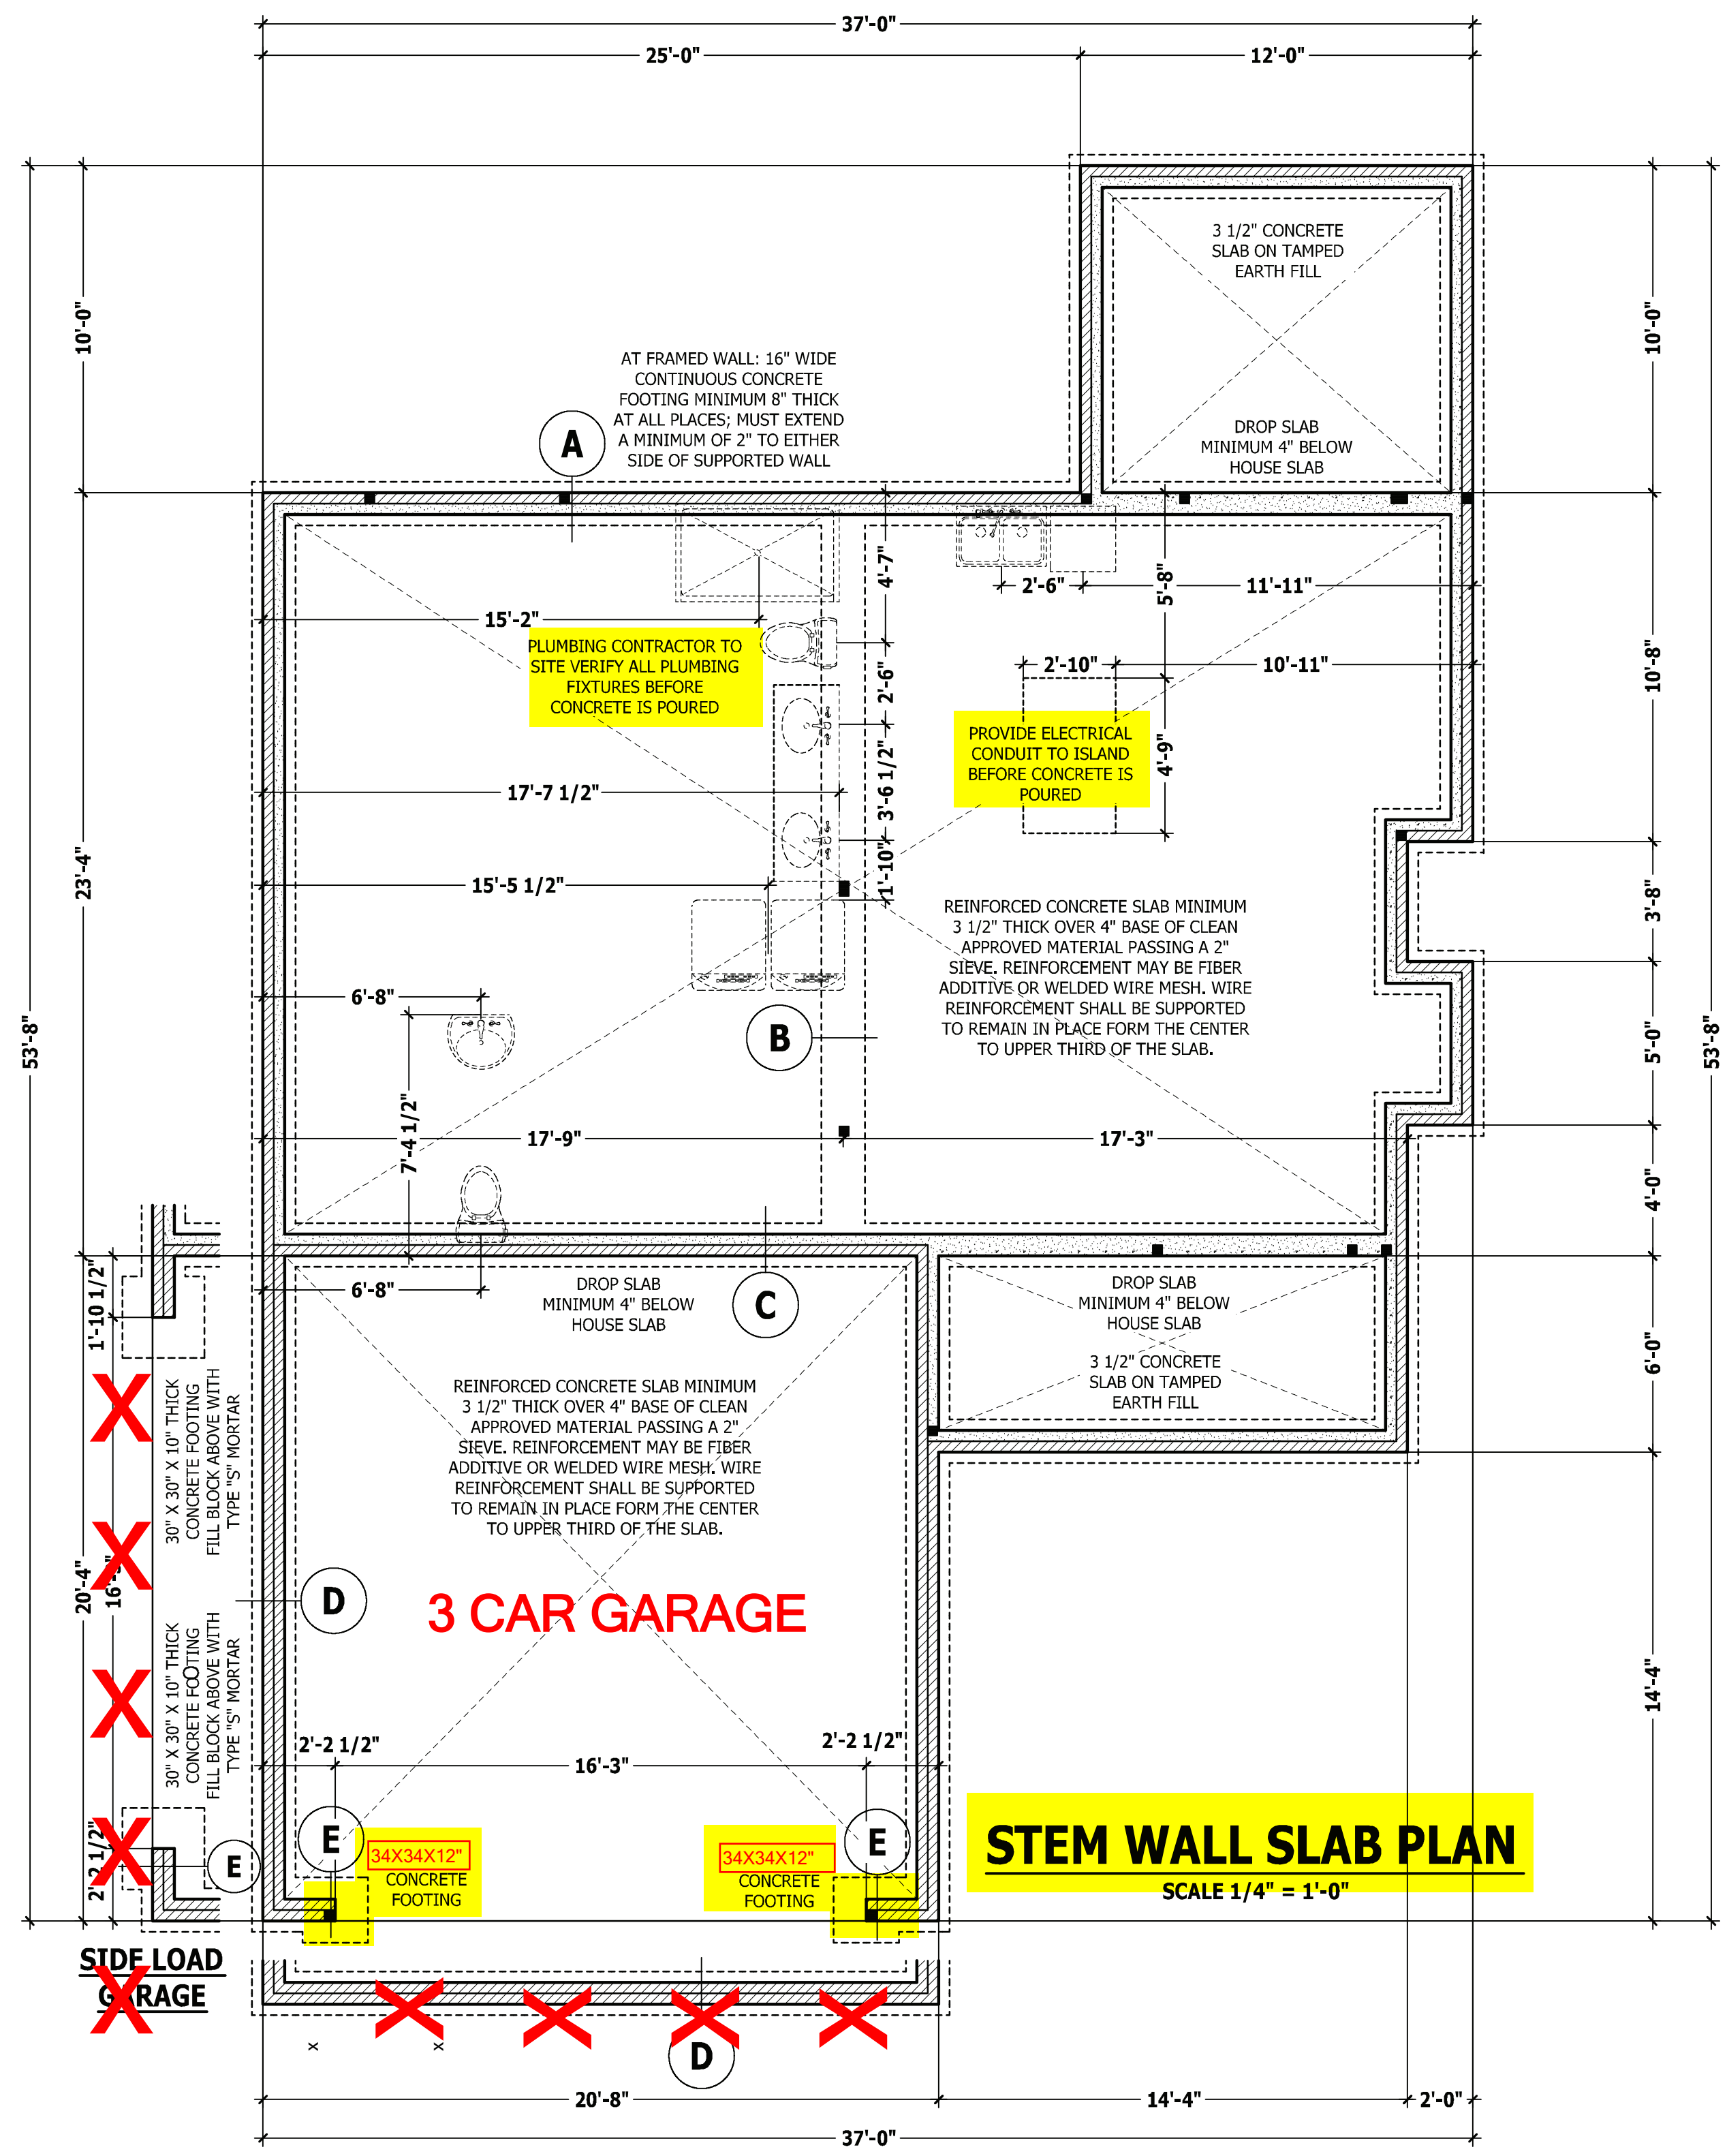 37'-0"
25'-0"
12'-0"
3 1/2" CONCRETE
SLAB ON TAMPED
EARTH FILL
10'-0"
10'-0"
AT FRAMED WALL: 16" WIDE
CONTINUOUS CONCRETE
FOOTING MINIMUM 8" THICK
AT ALL PLACES; MUST EXTEND
A MINIMUM OF 2" TO EITHER
SIDE OF SUPPORTED WALL
A
DROP SLAB
MINIMUM 4" BELOW
HOUSE SLAB
4'-7"
2'-6"
5'-8"
11'-11"
15'-2"
PLUMBING CONTRACTOR TO
SITE VERIFY ALL PLUMBING
FIXTURES BEFORE
CONCRETE IS POURED
2'-6"
2'-10"
10'-11"
10'-8"
PROVIDE ELECTRICAL
CONDUIT TO ISLAND
BEFORE CONCRETE IS
POURED
4'-9"
3'-6 1/2"
17'-7 1/2"
1'-10"
23'-4"
15'-5 1/2"
3'-8"
REINFORCED CONCRETE SLAB MINIMUM
3 1/2" THICK OVER 4" BASE OF CLEAN
APPROVED MATERIAL PASSING A 2"
SIEVE. REINFORCEMENT MAY BE FIBER
ADDITIVE OR WELDED WIRE MESH. WIRE
REINFORCEMENT SHALL BE SUPPORTED
TO REMAIN IN PLACE FORM THE CENTER
TO UPPER THIRD OF THE SLAB.
6'-8"
B
53'-8"
5'-0"
53'-8"
7'-4 1/2"
17'-9"
17'-3"
4'-0"
1'-10 1/2"
6'-8"
DROP SLAB
MINIMUM 4" BELOW
HOUSE SLAB
C
DROP SLAB
MINIMUM 4" BELOW
HOUSE SLAB
3 1/2" CONCRETE
SLAB ON TAMPED
EARTH FILL
6'-0"
REINFORCED CONCRETE SLAB MINIMUM
3 1/2" THICK OVER 4" BASE OF CLEAN
APPROVED MATERIAL PASSING A 2"
SIEVE. REINFORCEMENT MAY BE FIBER
ADDITIVE OR WELDED WIRE MESH. WIRE
REINFORCEMENT SHALL BE SUPPORTED
TO REMAIN IN PLACE FORM THE CENTER
TO UPPER THIRD OF THE SLAB.
30" X 30" X 10" THICK
CONCRETE FOOTING
FILL BLOCK ABOVE WITH
TYPE "S" MORTAR
20'-4"
D
3 CAR GARAGE
30" X 30" X 10" THICK
CONCRETE FOOTING
FILL BLOCK ABOVE WITH
TYPE "S" MORTAR
14'-4"
2'-2 1/2"
16'-3"
2'-2 1/2"
E
34X34X12"
CONCRETE
FOOTING
34X34X12"
CONCRETE
FOOTING
E
E
STEM WALL SLAB PLAN
SCALE 1/4" = 1'-0"
SIDE LOAD
GARAGE
x
x
D
20'-8"
14'-4"
2'-0"
37'-0"